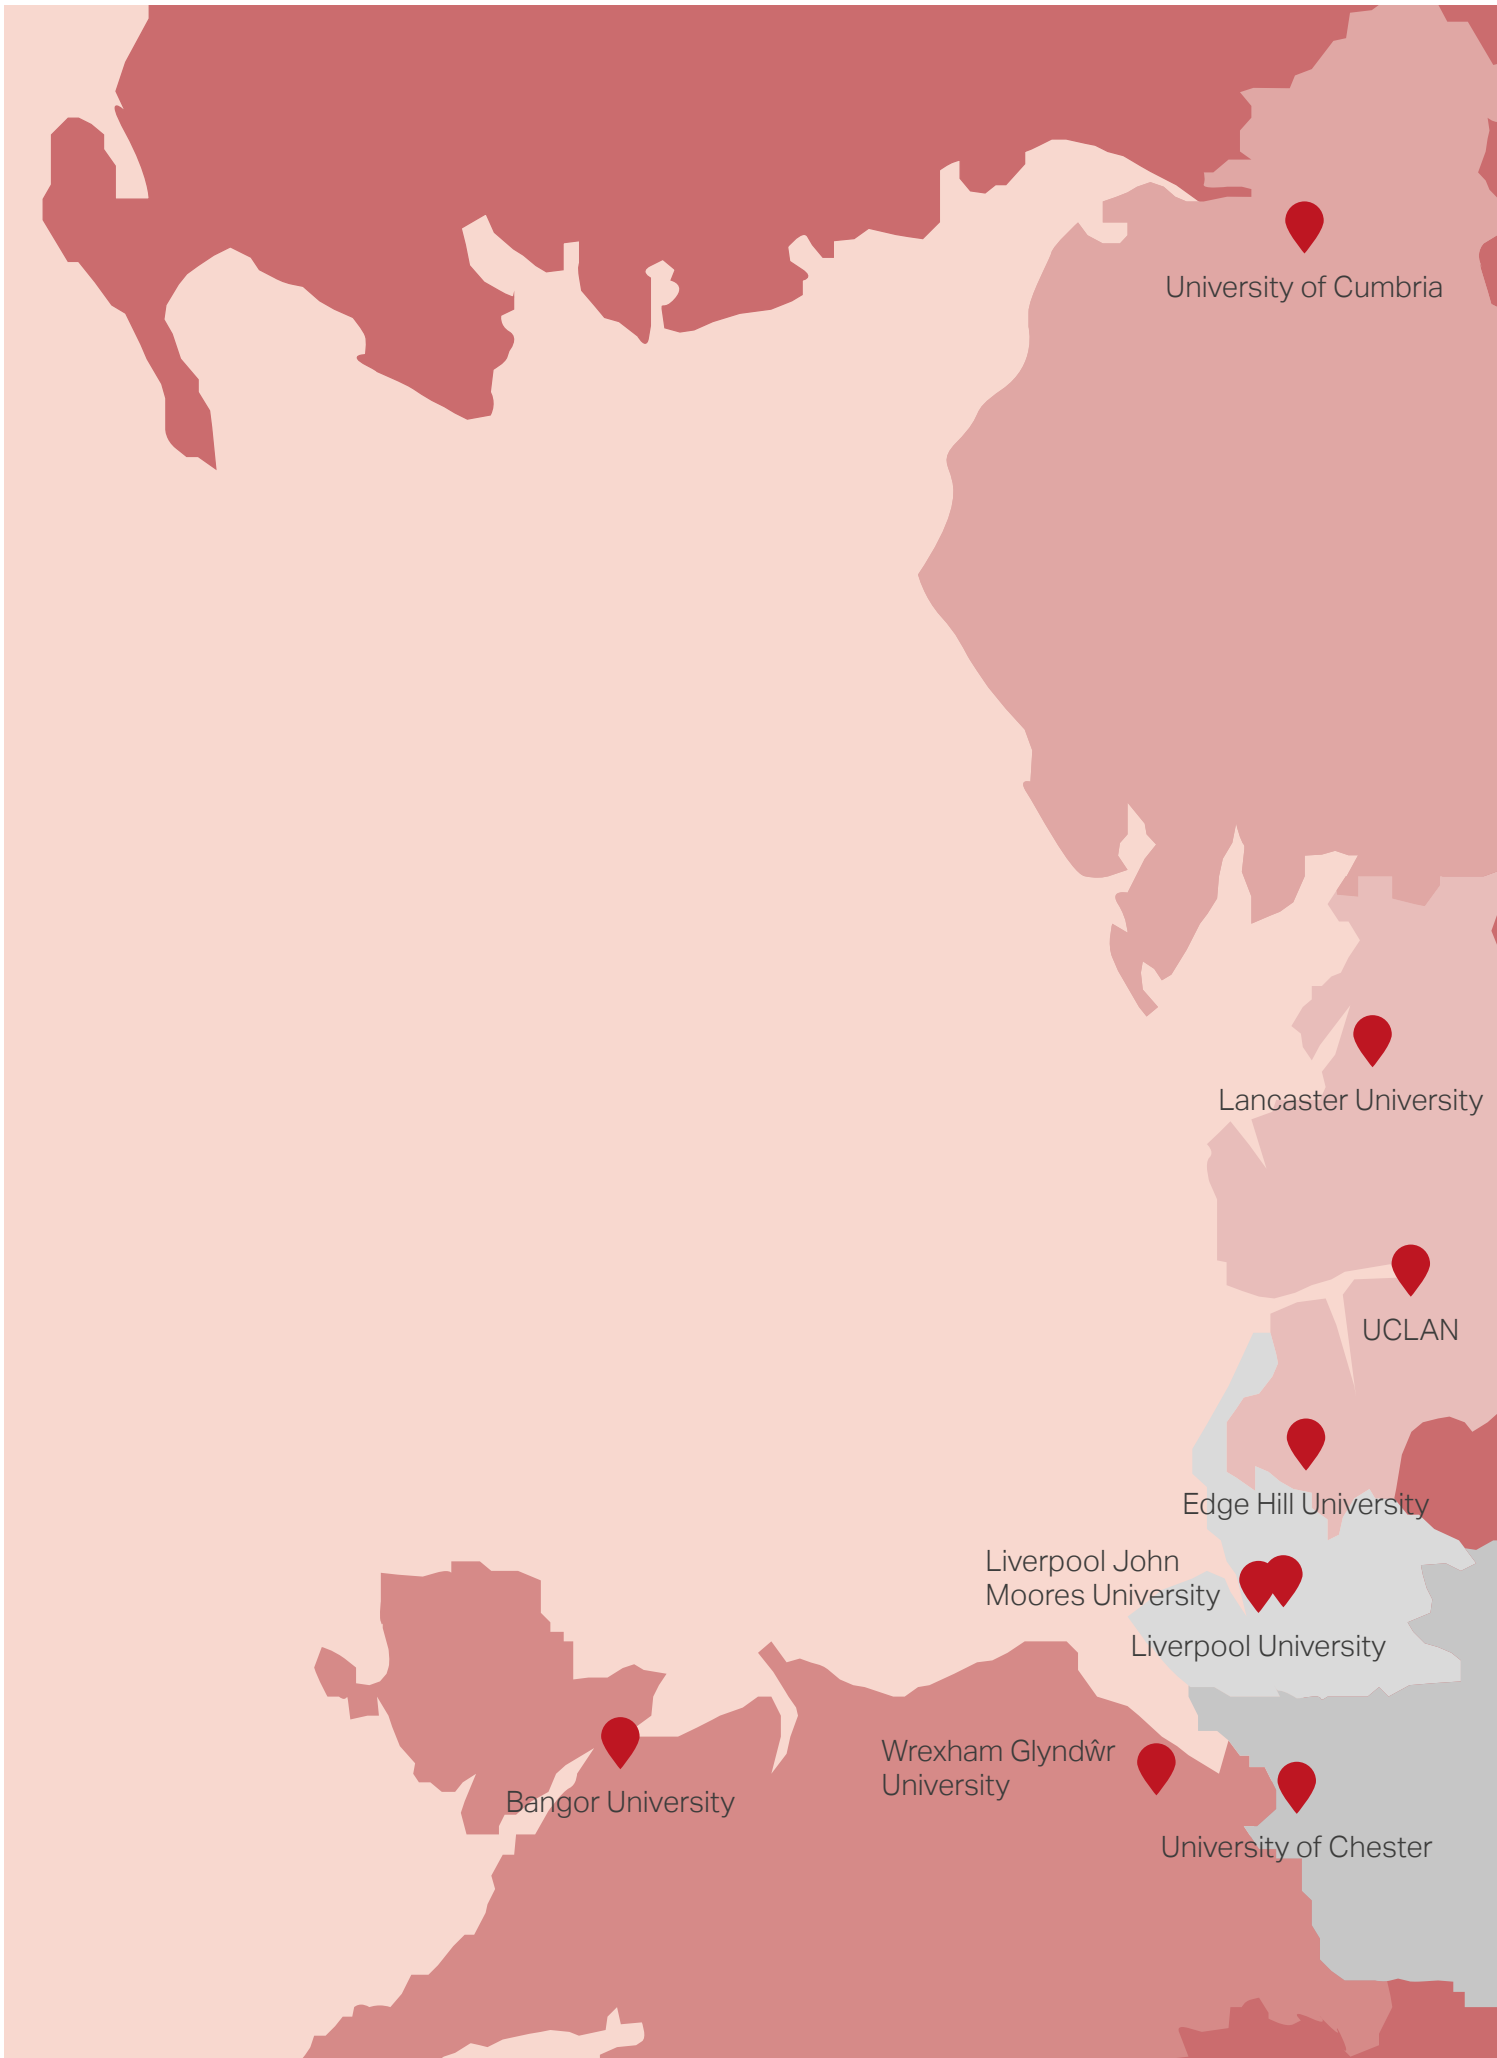 University of Cumbria
Lancaster University
UCLAN
Edge Hill University
Liverpool John
Moores University
Liverpool University
Wrexham Glyndŵr
University
Bangor University
University of Chester